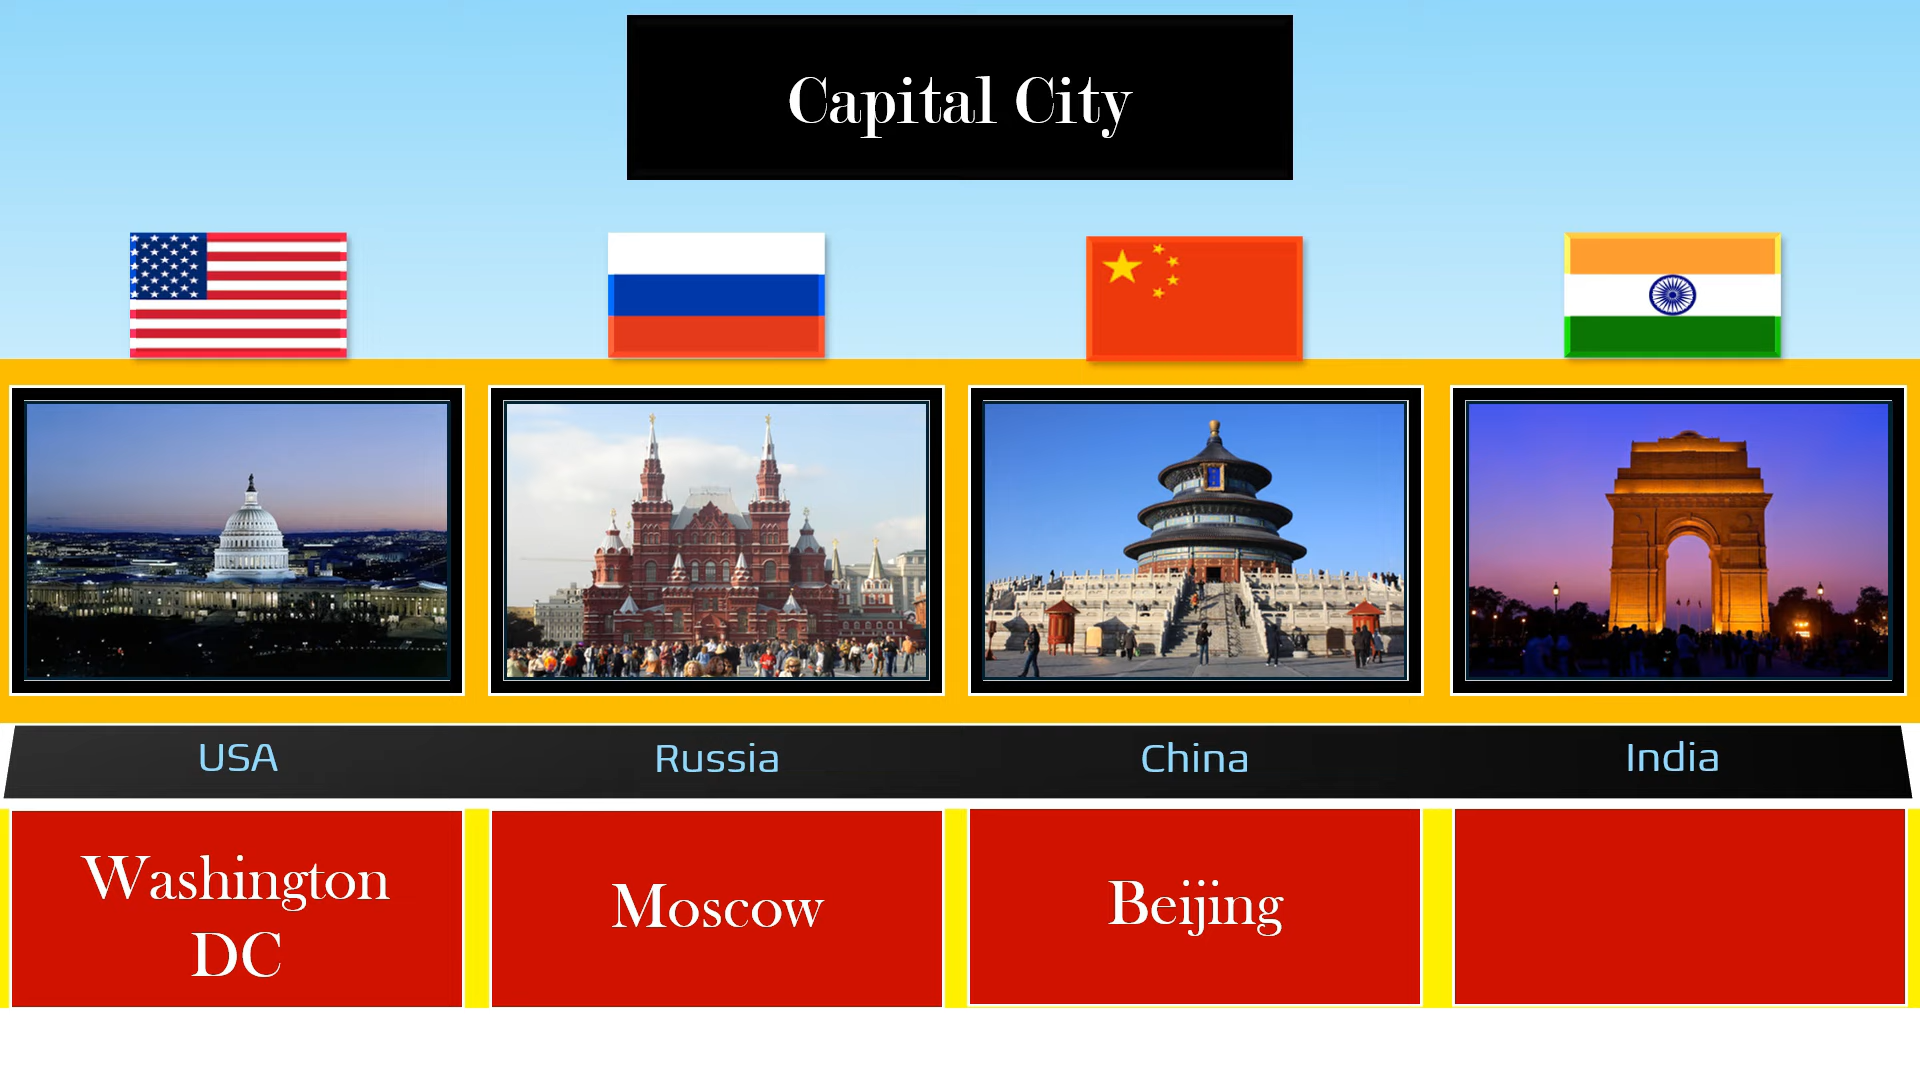 Capital City
USA
Russia
China
India
Washington
DC
Moscow
Beijing